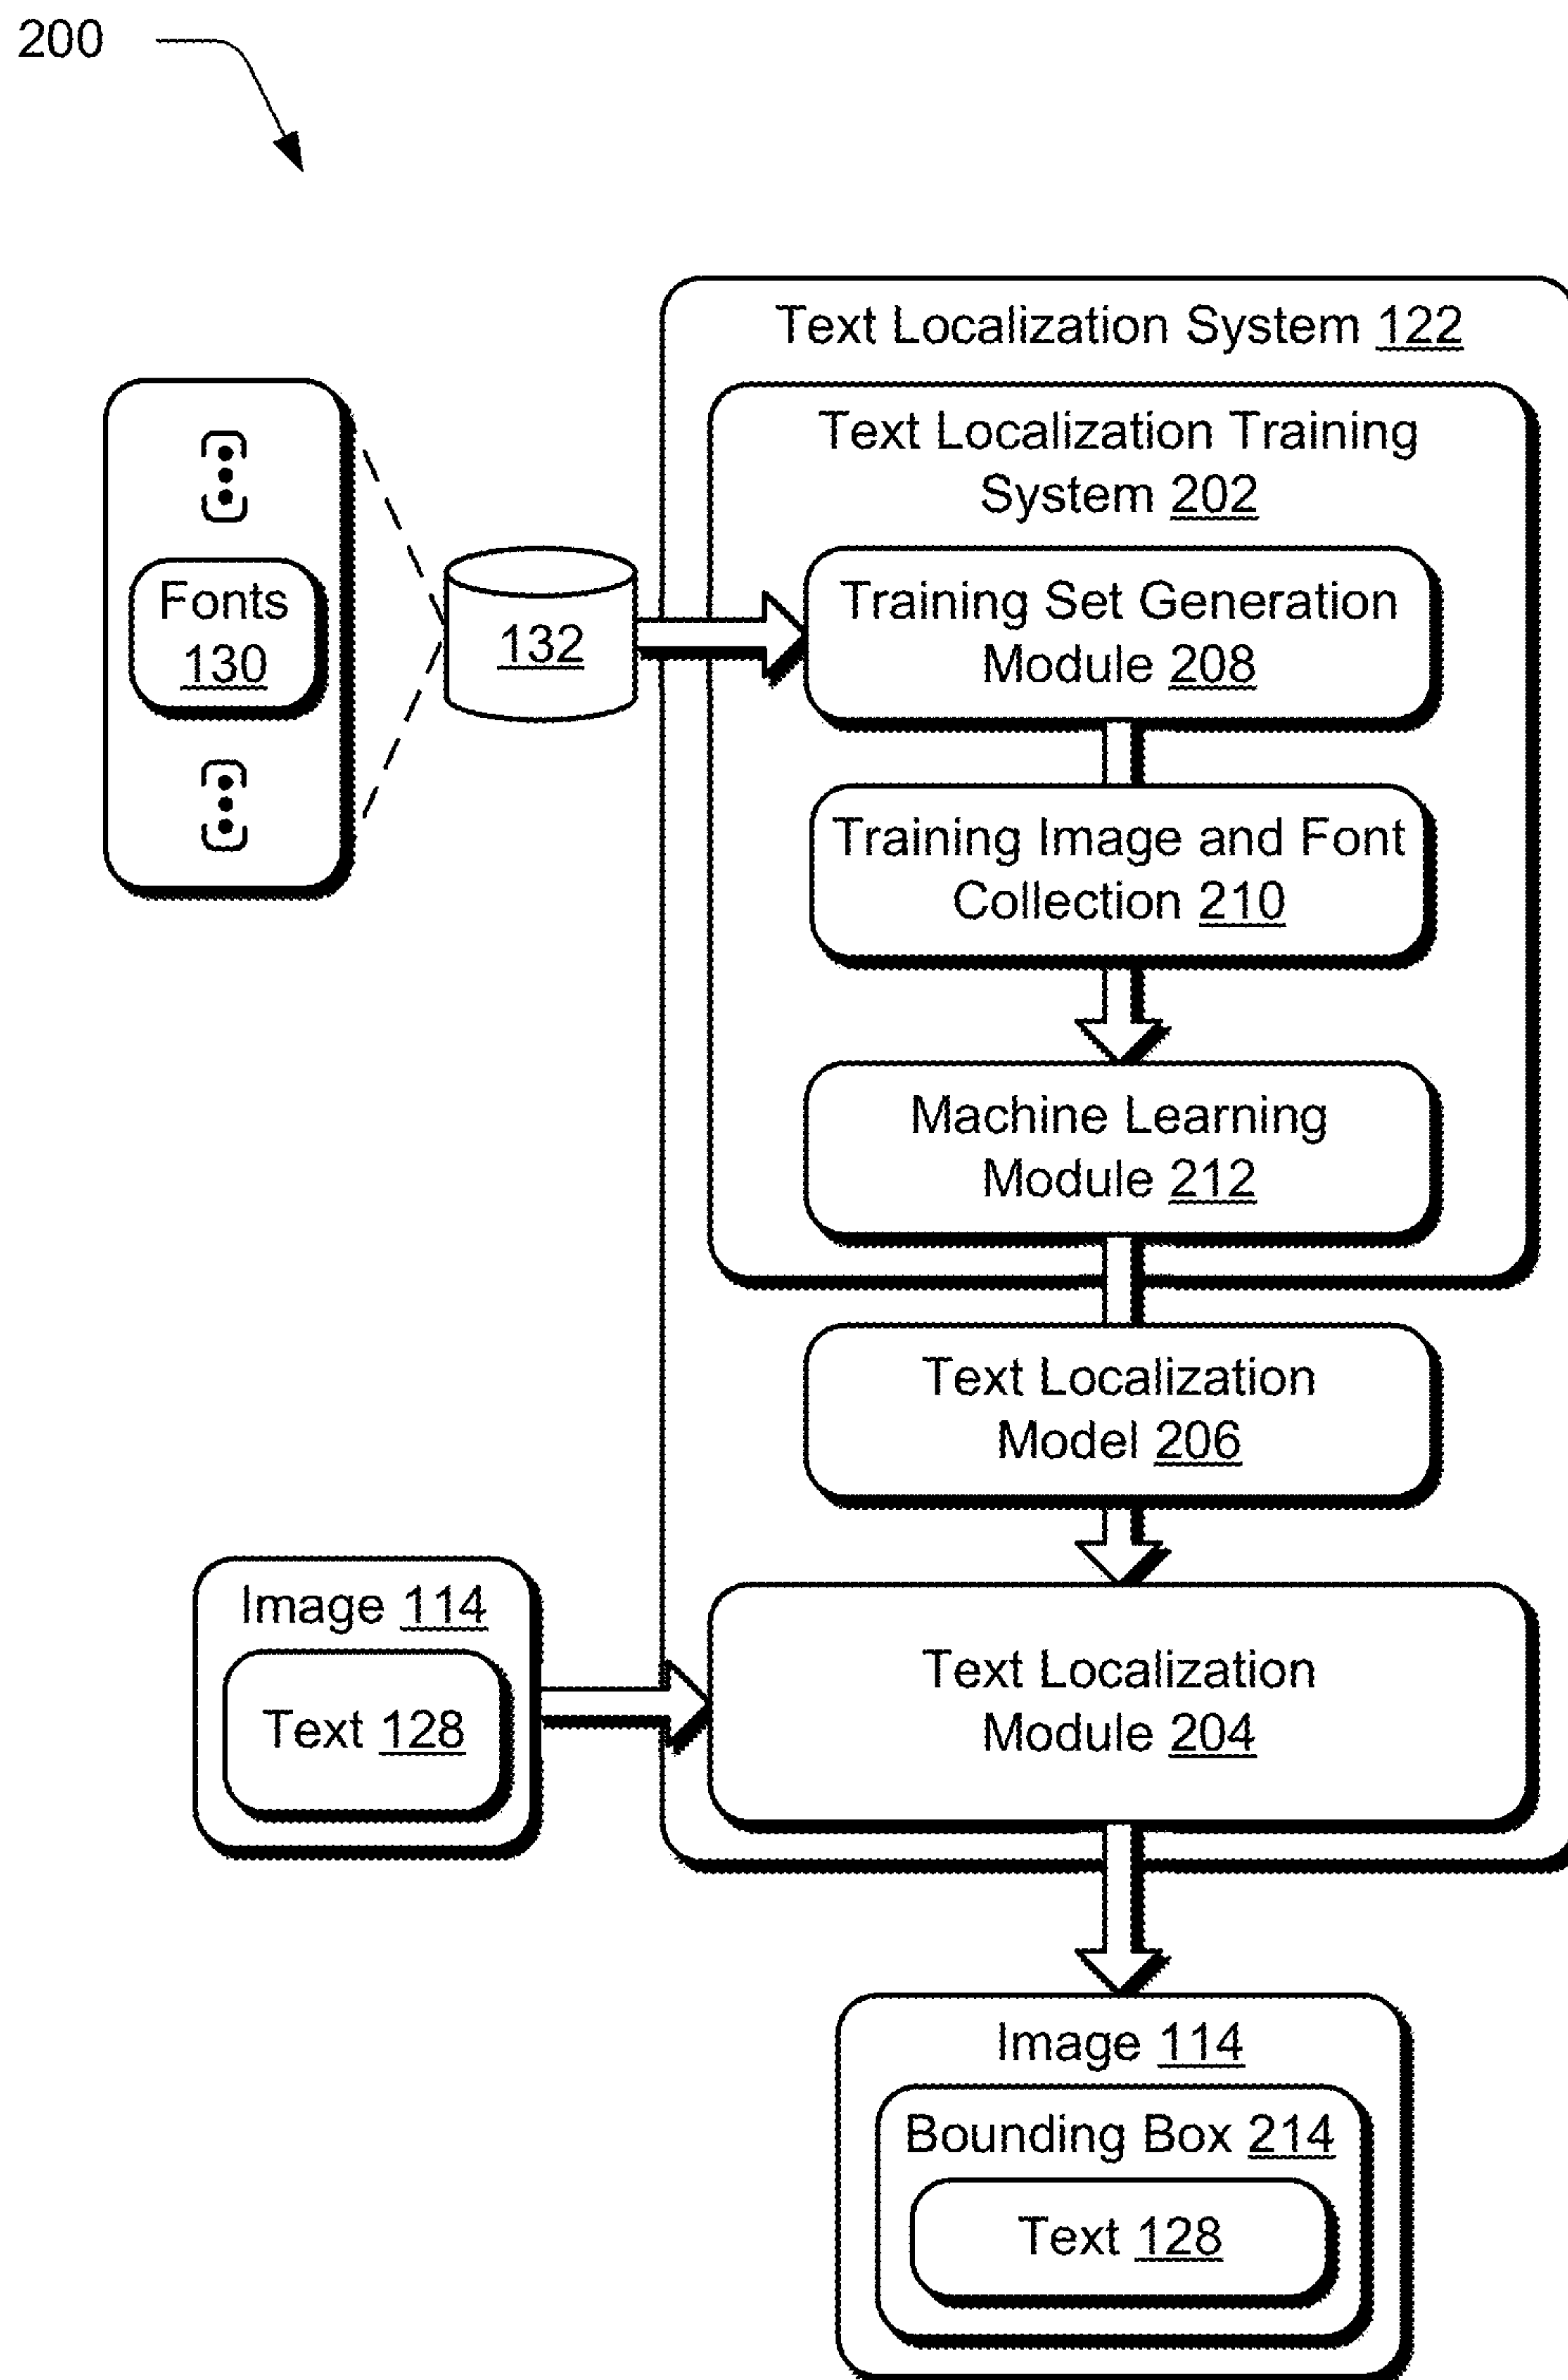 200
Text Localization System 122
Text Localization Training
System 202
Fonts
130
132
Training Set Generation
Module 208
Training Image and Font
Collection 210
Machine Learning
Module 212
Text Localization
Model 206
Image 114
Text 128
Text Localization
Module 204
Image 114
Bounding Box 214
Text 128